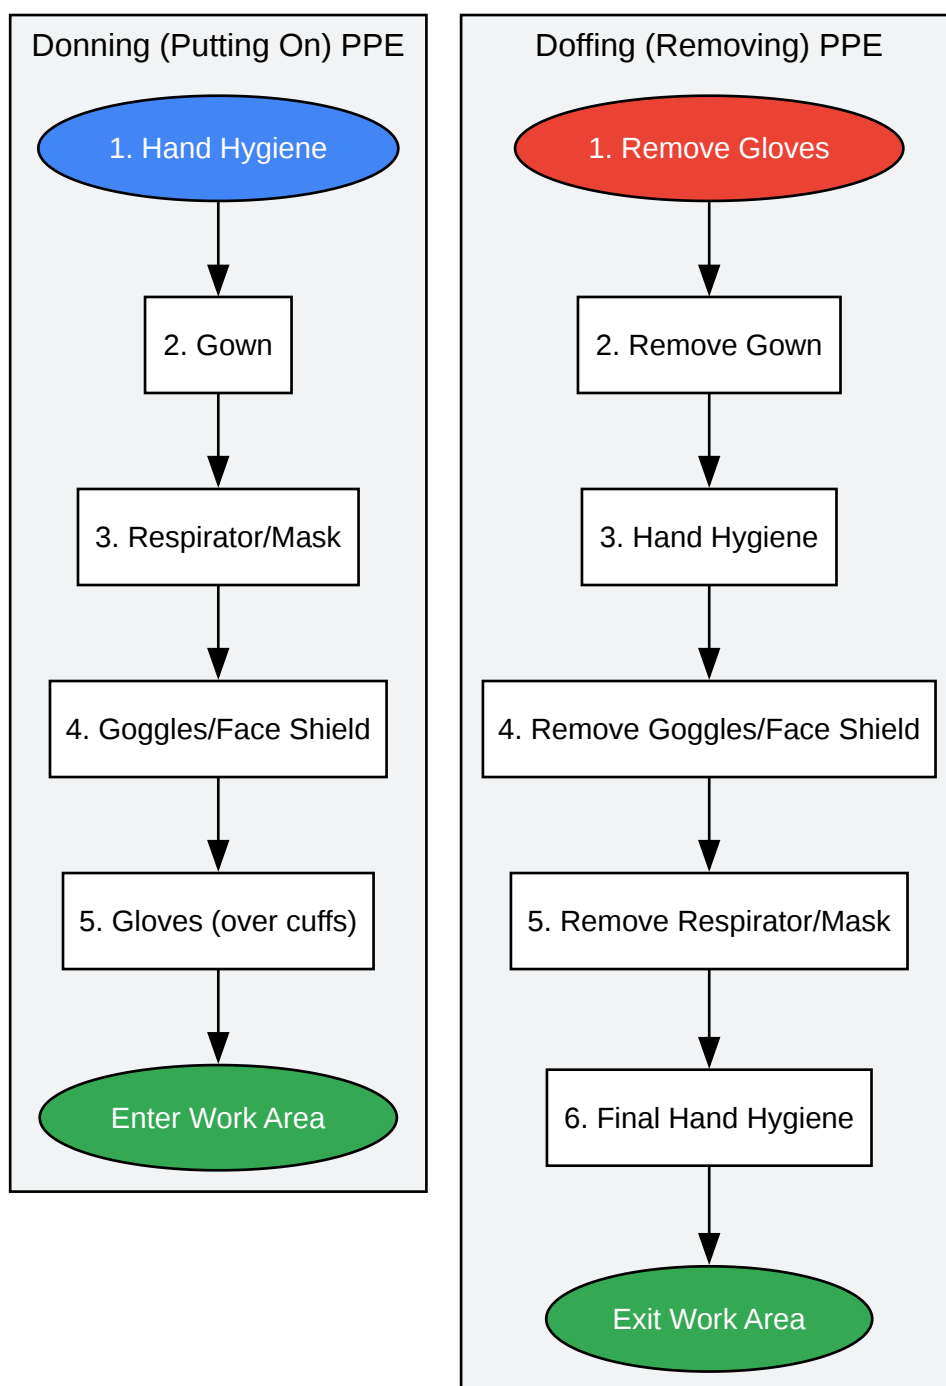 Donning (Putting On) PPE
1. Hand Hygiene
2. Gown
3. Respirator/Mask
4. Goggles/Face Shield
5. Gloves (over cuffs)
Enter Work Area
Doffing (Removing) PPE
1. Remove Gloves
2. Remove Gown
3. Hand Hygiene
4. Remove Goggles/Face Shield
5. Remove Respirator/Mask
6. Final Hand Hygiene
Exit Work Area